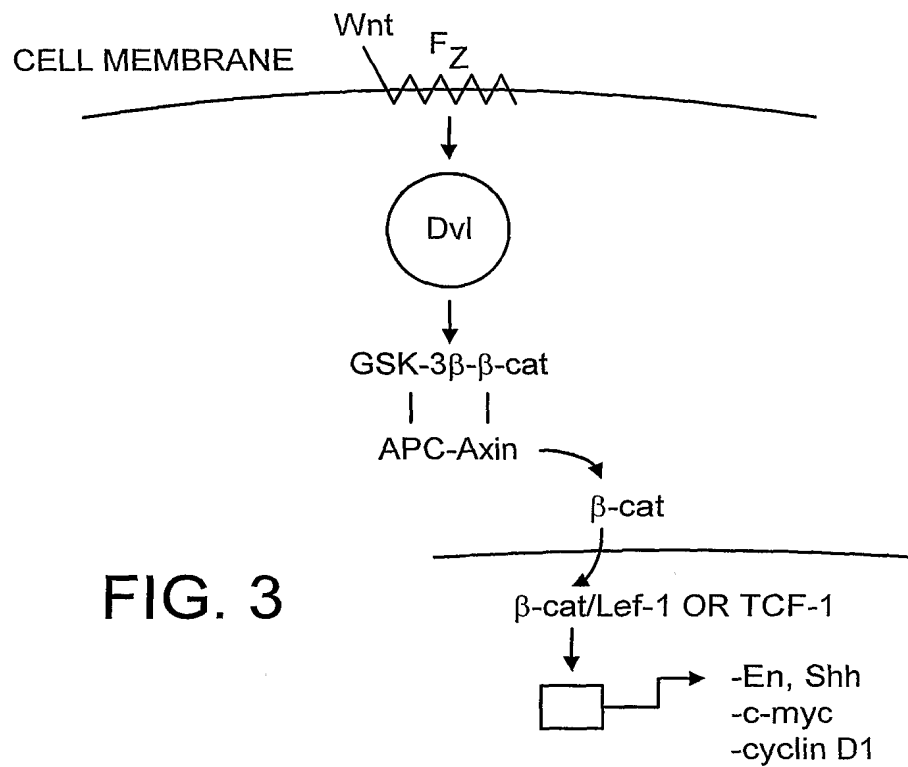 Wnt
CELL MEMBRANE
FZ
Dvl
GSK-3β-β-cat
APC-Axin
β-cat
FIG. 3
β-cat/Lef-1 OR TCF-1
-En, Shh
-c-myc
-cyclin D1